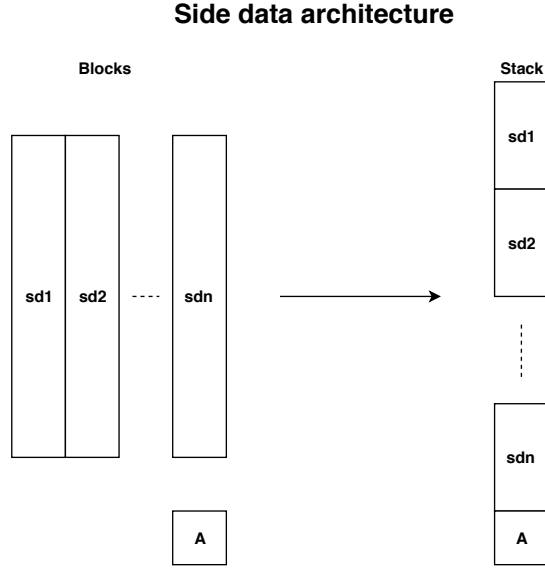 Side data architecture
Blocks
Stack
sd1
sd2
sdn
A
sd1
sd2
sdn
A